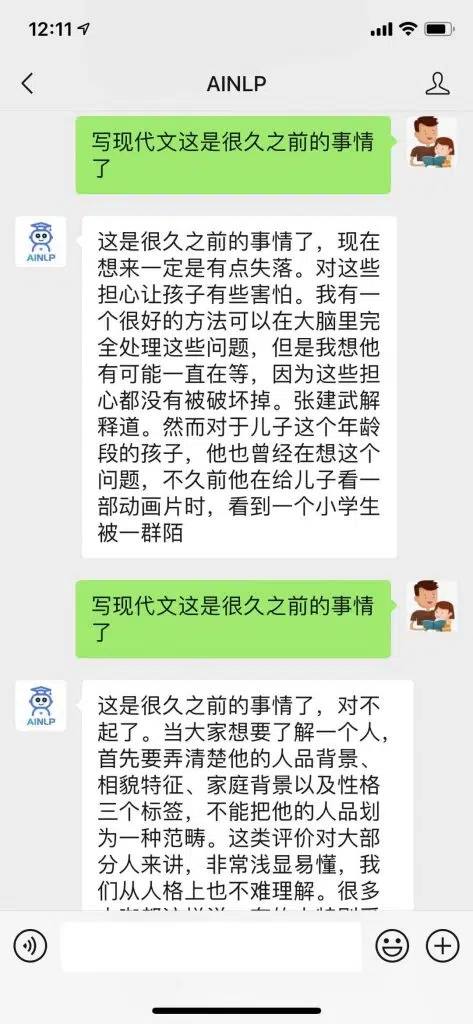 12:11
AINLP
写现代文这是很久之前的事情
了
AINLP
这是很久之前的事情了，现在
想来一定是有点失落。对这些
担心让孩子有些害怕。我有一
个很好的方法可以在大脑里完
全处理这些问题，但是我想他
有可能一直在等，因为这些担
心都没有被破坏掉。张建武解
释道。然而对于儿子这个年龄
段的孩子，他也曾经在想这个
问题，不久前他在给儿子看一
部动画片时，看到一个小学生
被一群陌
写现代文这是很久之前的事情
了
AINLP
这是很久之前的事情了，对不
起了。当大家想要了解一个人，
首先要弄清楚他的人品背景、
相貌特征、家庭背景以及性格
三个标签，不能把他的人品划
为一种范畴。这类评价对大部
分人来讲，非常浅显易懂，我
们从人格上也不难理解。很多